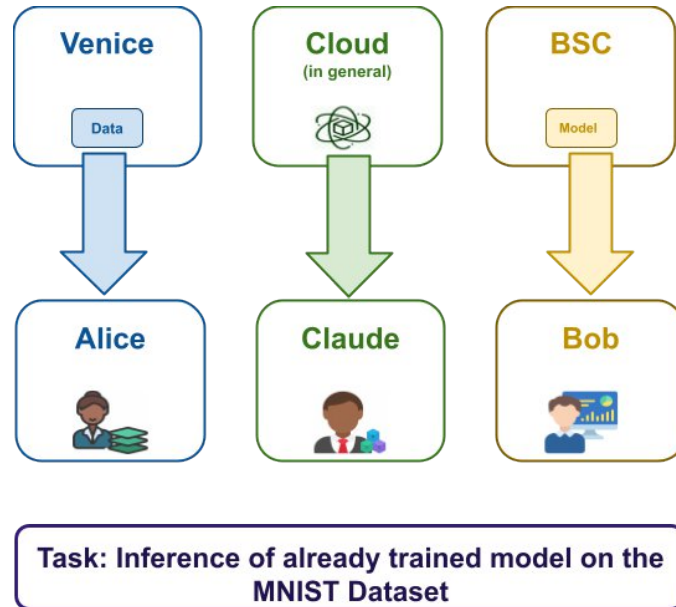 Venice
Cloud
(in general)
BSC
Data
Model
Alice
Claude
Bob
Task: Inference of already trained model on the
MNIST Dataset